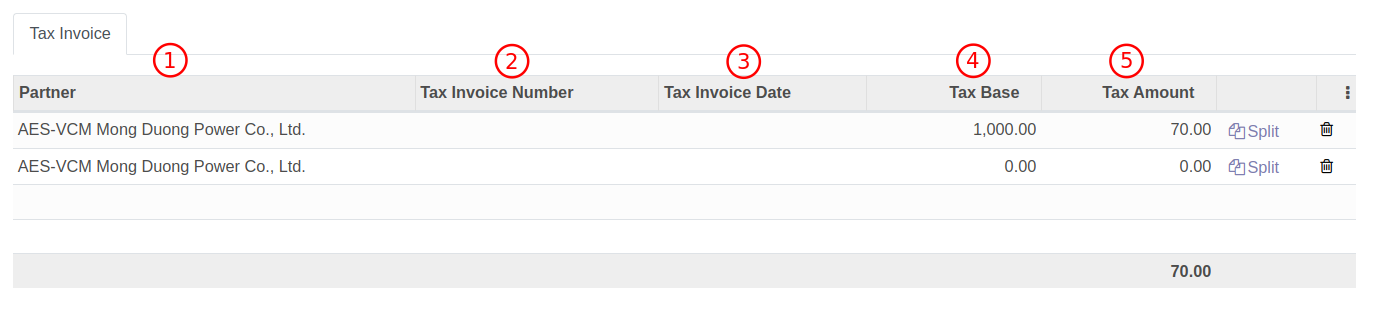 Tax Invoice
1 2 3 4 5
Partner Tax Invoice Number Tax Invoice Date Tax Base Tax Amount
AES-VCM Mong Duong Power Co., Ltd. 1,000.00 70.00 Split
AES-VCM Mong Duong Power Co., Ltd. 0.00 0.00 Split
70.00